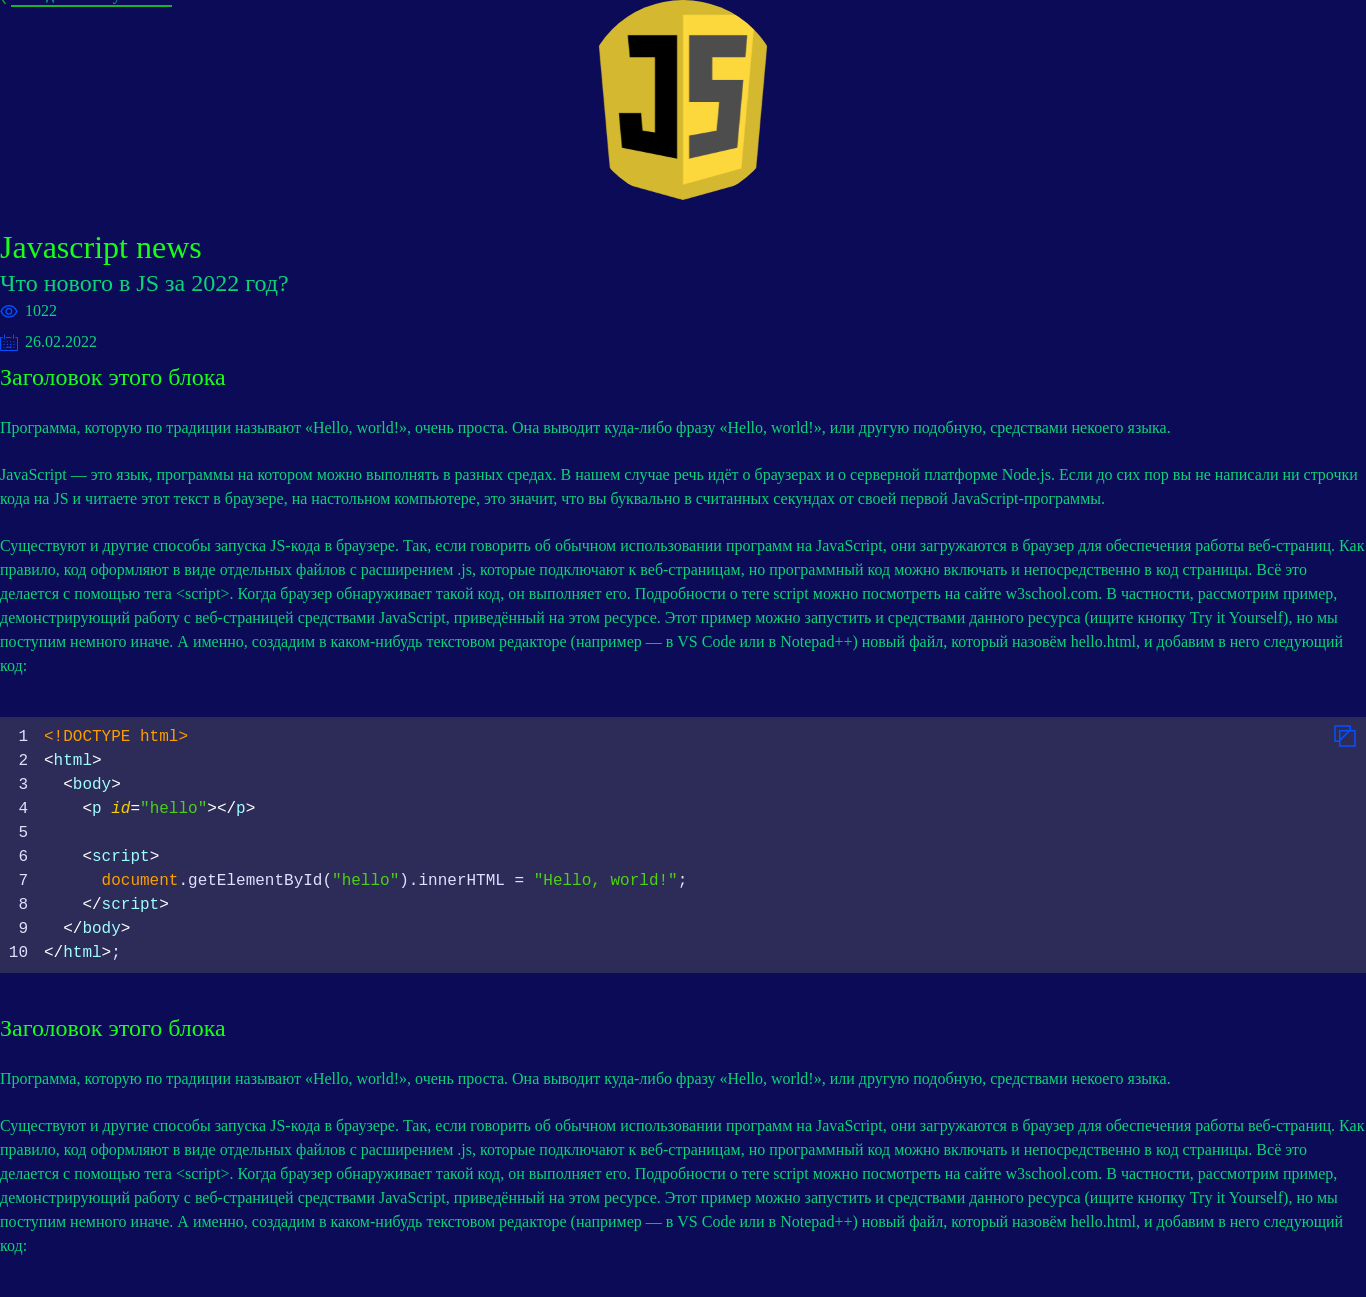 JS
Javascript news
Что нового в JS за 2022 год?
1022
26.02.2022
Заголовок этого блока
Программа, которую по традиции называют «Hello, world!», очень проста. Она выводит куда-либо фразу «Hello, world!», или другую подобную, средствами некоего языка.
JavaScript — это язык, программы на котором можно выполнять в разных средах. В нашем случае речь идёт о браузерах и о серверной платформе Node.js. Если до сих пор вы не написали ни строчки
кода на JS и читаете этот текст в браузере, на настольном компьютере, это значит, что вы буквально в считанных секундах от своей первой JavaScript-программы.
Существуют и другие способы запуска JS-кода в браузере. Так, если говорить об обычном использовании программ на JavaScript, они загружаются в браузер для обеспечения работы веб-страниц. Как
правило, код оформляют в виде отдельных файлов с расширением .js, которые подключают к веб-страницам, но программный код можно включать и непосредственно в код страницы. Всё это
делается с помощью тега <script>. Когда браузер обнаруживает такой код, он выполняет его. Подробности о теге script можно посмотреть на сайте w3school.com. В частности, рассмотрим пример,
демонстрирующий работу с веб-страницей средствами JavaScript, приведённый на этом ресурсе. Этот пример можно запустить и средствами данного ресурса (ищите кнопку Try it Yourself), но мы
поступим немного иначе. А именно, создадим в каком-нибудь текстовом редакторе (например — в VS Code или в Notepad++) новый файл, который назовём hello.html, и добавим в него следующий
код:
1 <!DOCTYPE html>
2 <html>
3 <body>
4 <p id="hello"></p>
5
6 <script>
7 document.getElementById("hello").innerHTML = "Hello, world!";
8 </script>
9 </body>
10 </html>;
Заголовок этого блока
Программа, которую по традиции называют «Hello, world!», очень проста. Она выводит куда-либо фразу «Hello, world!», или другую подобную, средствами некоего языка.
Существуют и другие способы запуска JS-кода в браузере. Так, если говорить об обычном использовании программ на JavaScript, они загружаются в браузер для обеспечения работы веб-страниц. Как
правило, код оформляют в виде отдельных файлов с расширением .js, которые подключают к веб-страницам, но программный код можно включать и непосредственно в код страницы. Всё это
делается с помощью тега <script>. Когда браузер обнаруживает такой код, он выполняет его. Подробности о теге script можно посмотреть на сайте w3school.com. В частности, рассмотрим пример,
демонстрирующий работу с веб-страницей средствами JavaScript, приведённый на этом ресурсе. Этот пример можно запустить и средствами данного ресурса (ищите кнопку Try it Yourself), но мы
поступим немного иначе. А именно, создадим в каком-нибудь текстовом редакторе (например — в VS Code или в Notepad++) новый файл, который назовём hello.html, и добавим в него следующий
код: